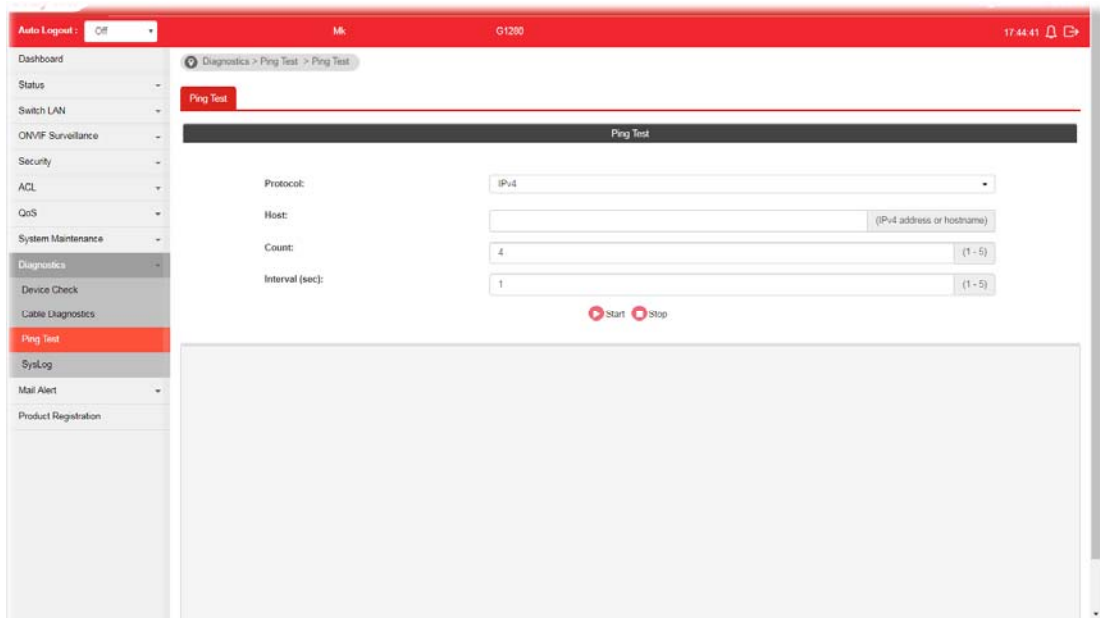 Auto Logout : Off Mk G1280 17:44:41
Dashboard
Status
Switch LAN
ONVIF Surveillance
Security
ACL
QoS
System Maintenance
Diagnostics
Device Check
Cable Diagnostics
Ping Test
SysLog
Mail Alert
Product Registration
Diagnostics > Ping Test > Ping Test
Ping Test
Ping Test
Protocol: IPv4
Host: (IPv4 address or hostname)
Count: 4 (1 - 5)
Interval (sec): 1 (1 - 5)
Start Stop